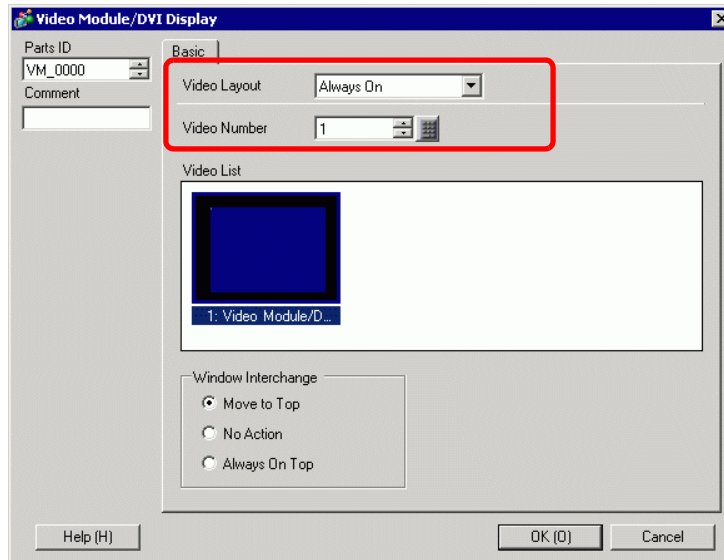 Video Module/DVI Display
Parts ID
VM_0000
Comment
Basic
Video Layout
Always On
Video Number
1
Video List
1: Video Module/D...
Window Interchange
Move to Top
No Action
Always On Top
Help (H)
OK (O)
Cancel